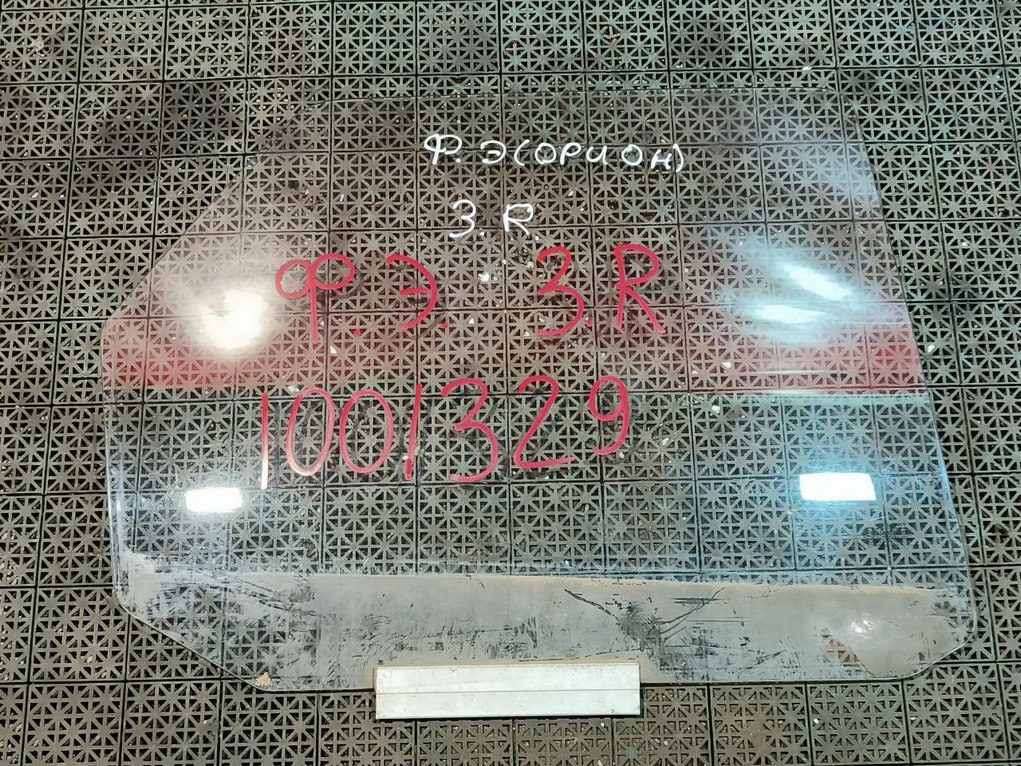 Ф. Э (ОРИОН)
З. R.
Ф. Э. З. R
1001329